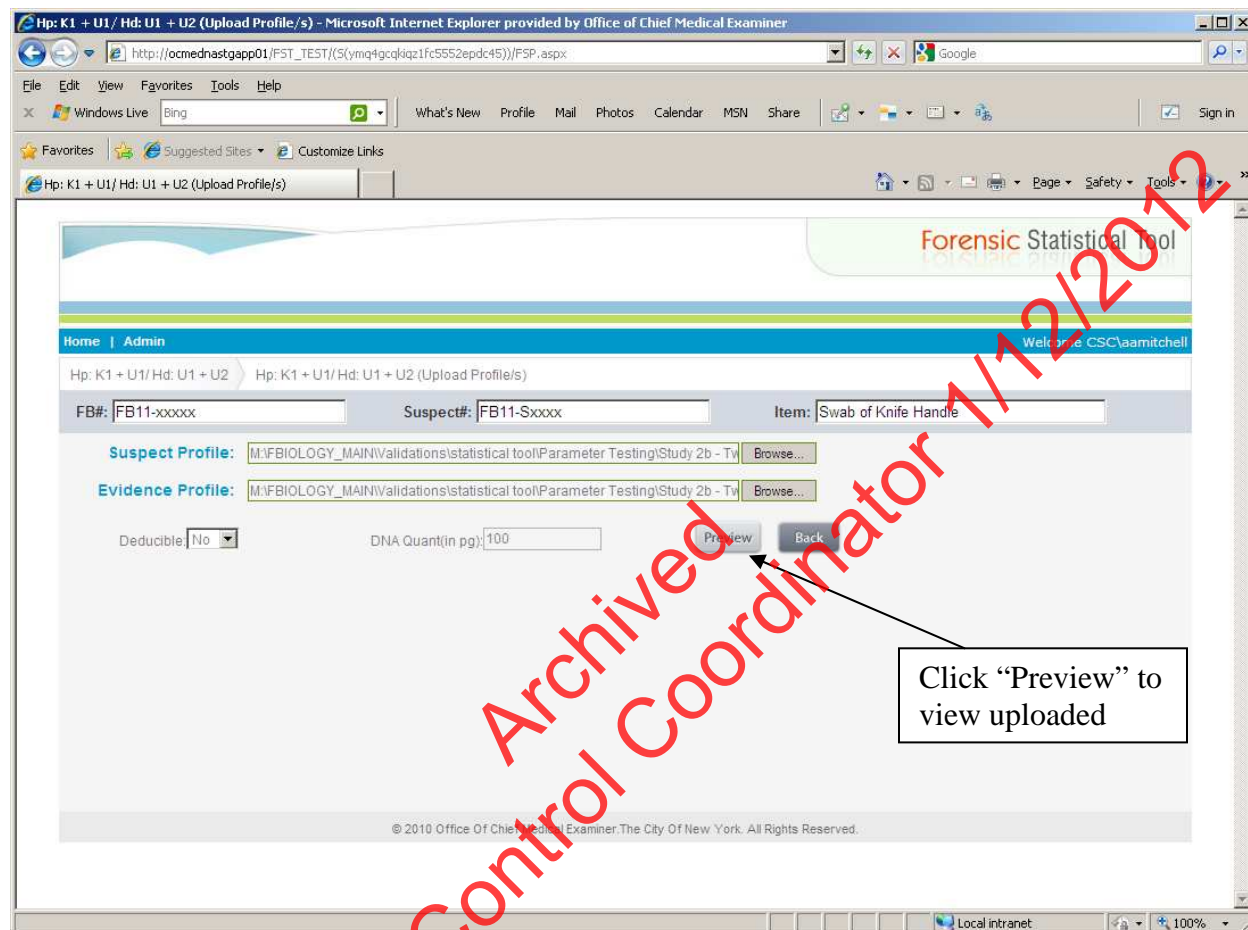 Hp: K1 + U1/ Hd: U1 + U2 (Upload Profile/s) - Microsoft Internet Explorer provided by Office of Chief Medical Examiner
http://ocmednastgapp01/FST_TEST/(S(ymq4gcqkiqz1fc5552epdc45))/FSP.aspx
Google
File Edit View Favorites Tools Help
x Windows Live Bing What's New Profile Mail Photos Calendar MSN Share Sign in
Favorites Suggested Sites Customize Links
Hp: K1 + U1/ Hd: U1 + U2 (Upload Profile/s) Page Safety Tools »
Forensic Statistical Tool
Home | Admin Welcome CSC\aamitchell
Hp: K1 + U1/ Hd: U1 + U2 Hp: K1 + U1/ Hd: U1 + U2 (Upload Profile/s)
FB#: FB11-xxxxx Suspect#: FB11-Sxxxx Item: Swab of Knife Handle
Suspect Profile: M:\FBIOLOGY_MAIN\Validations\statistical tool\Parameter Testing\Study 2b - Tw Browse...
Evidence Profile: M:\FBIOLOGY_MAIN\Validations\statistical tool\Parameter Testing\Study 2b - Tw Browse...
Deducible: No DNA Quant(in pg): 100 Preview Back
Click “Preview” to
view uploaded
© 2010 Office Of Chief Medical Examiner.The City Of New York. All Rights Reserved.
Local intranet 100%
Archived
Control Coordinator 1/12/2012